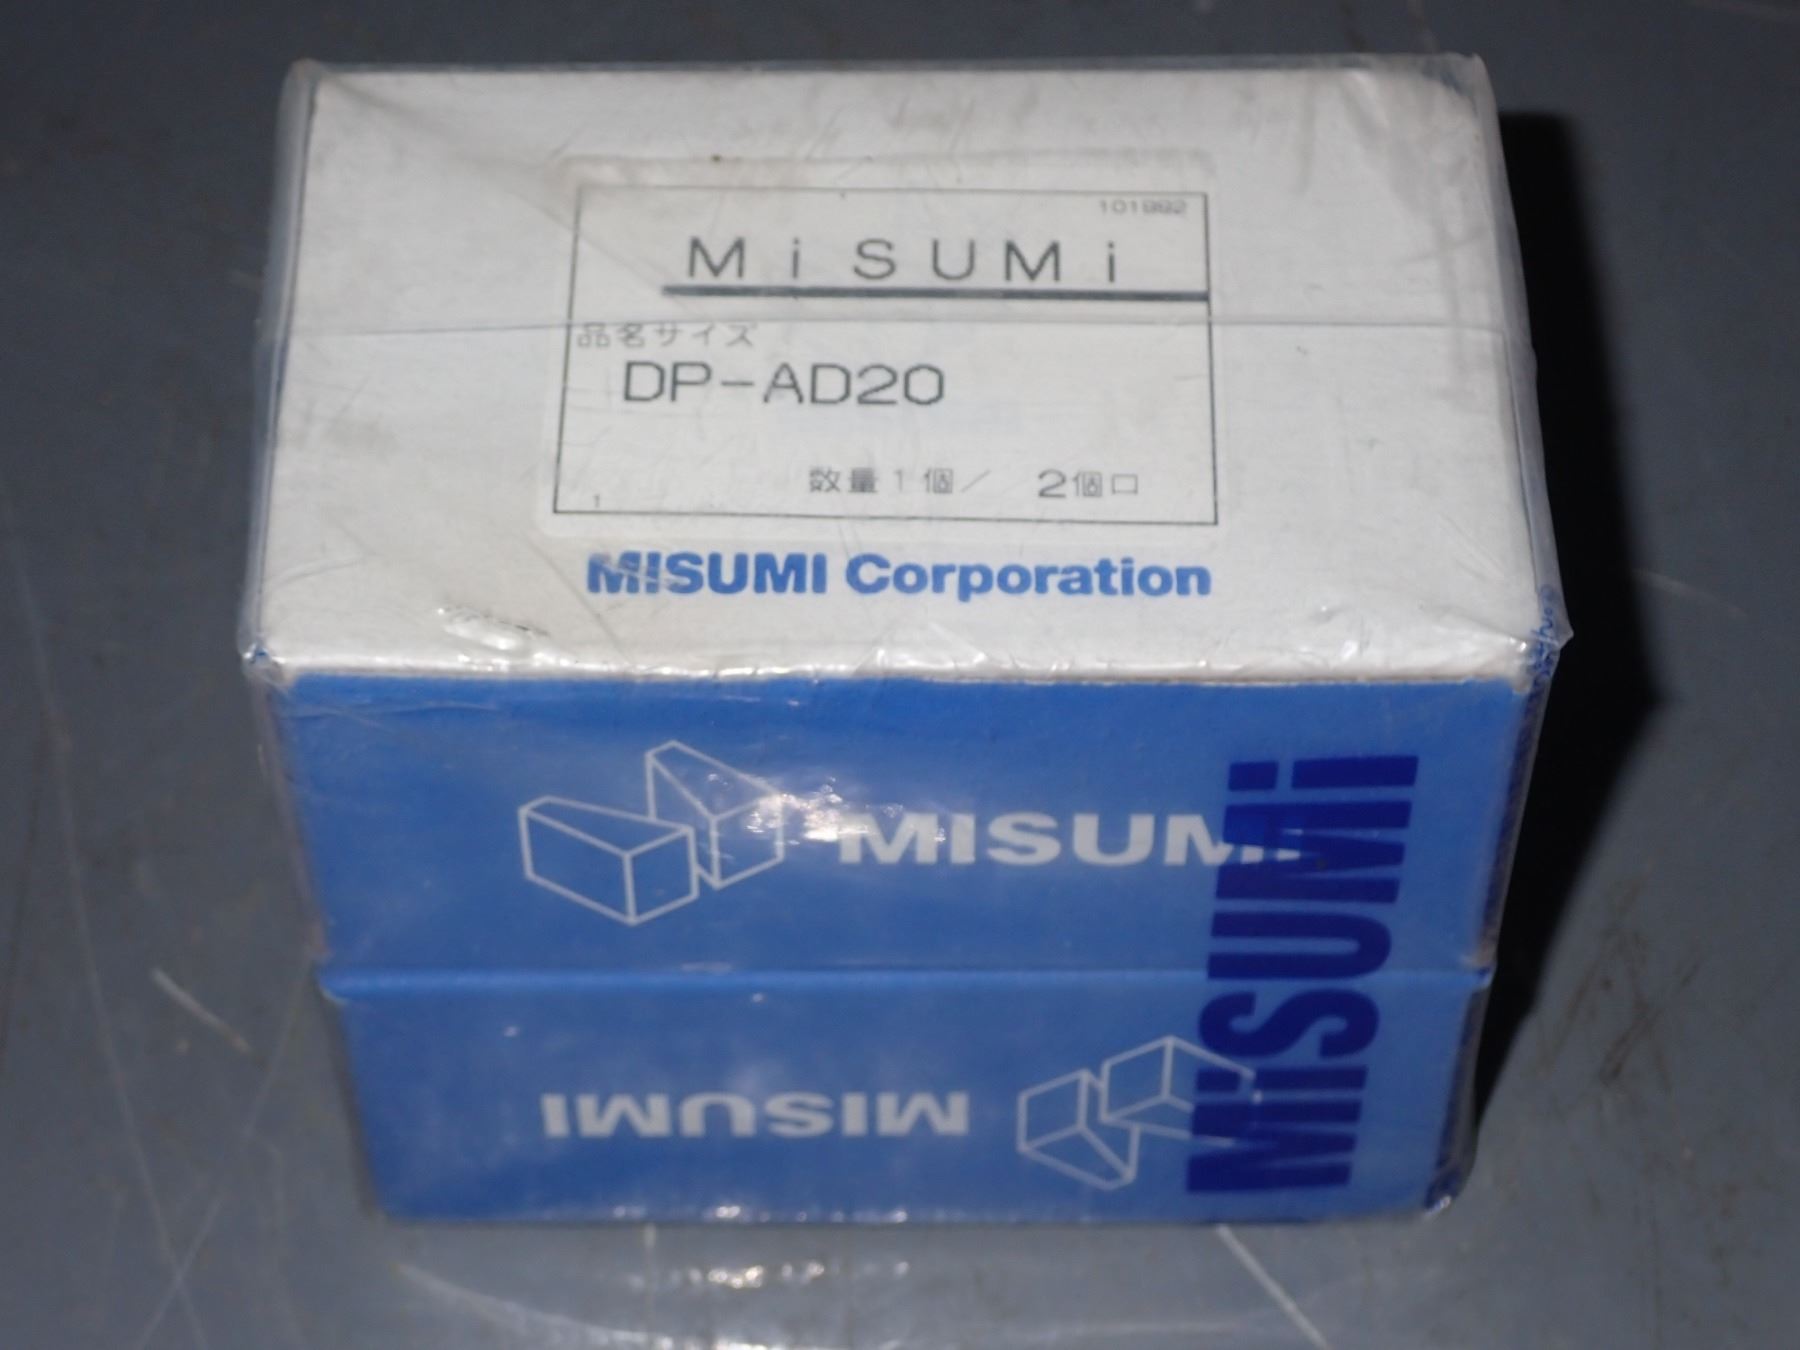 101992
MiSUMi
品名サイズ
DP-AD20
数量1個/ 2個口
1
MISUMI Corporation
MISUMI
MiSUMi
MISUMI